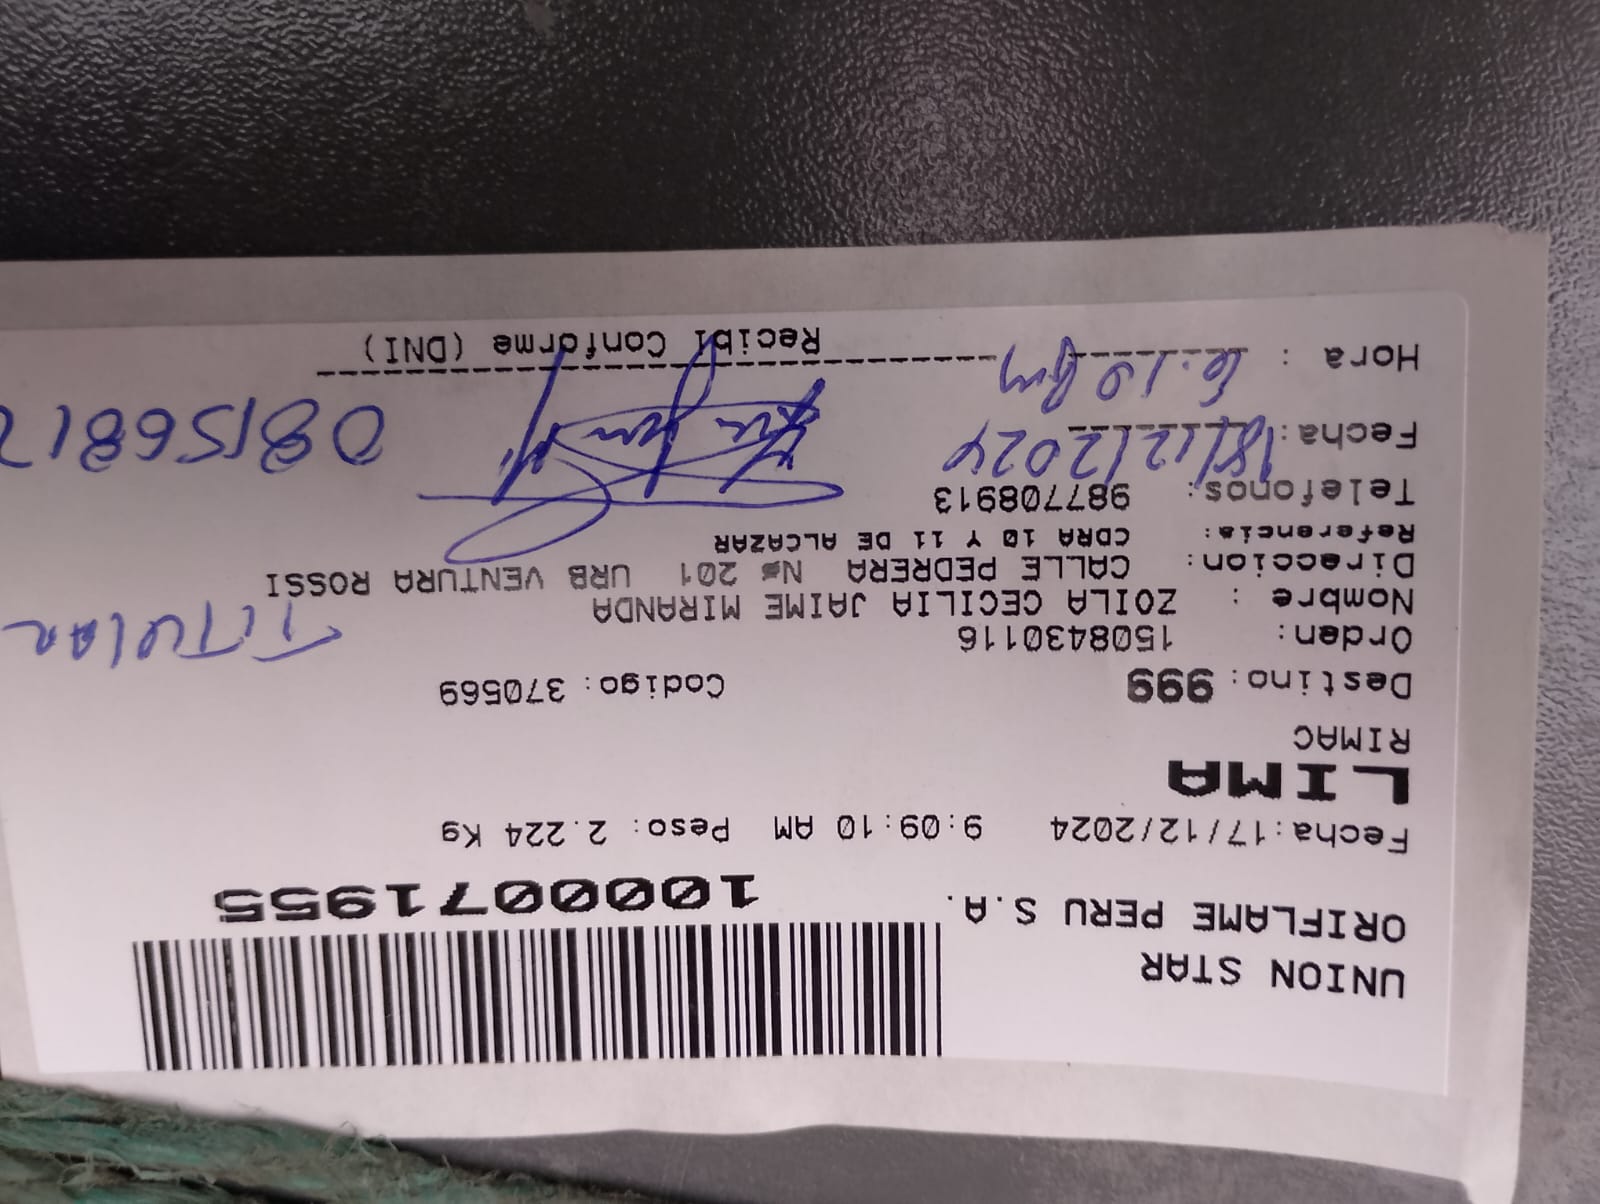 UNION STAR
ORIFLAME PERU S.A.
1000071955
Fecha:17/12/2024 9:09:10 AM Peso: 2.224 Kg
LIMA
RIMAC
Destino: 999 Codigo: 370569
Orden: 1508430116
Nombre : ZOILA CECILIA JAIME MIRANDA
TITULAR
Direccion: CALLE PEDRERA Nº 201 URB VENTURA ROSSI
Referencia: CDRA 10 Y 11 DE ALCAZAR
Telefonos: 987708913
Fecha: 18/12/2024
Hora : 6:10 pm
Recibi Conforme (DNI)